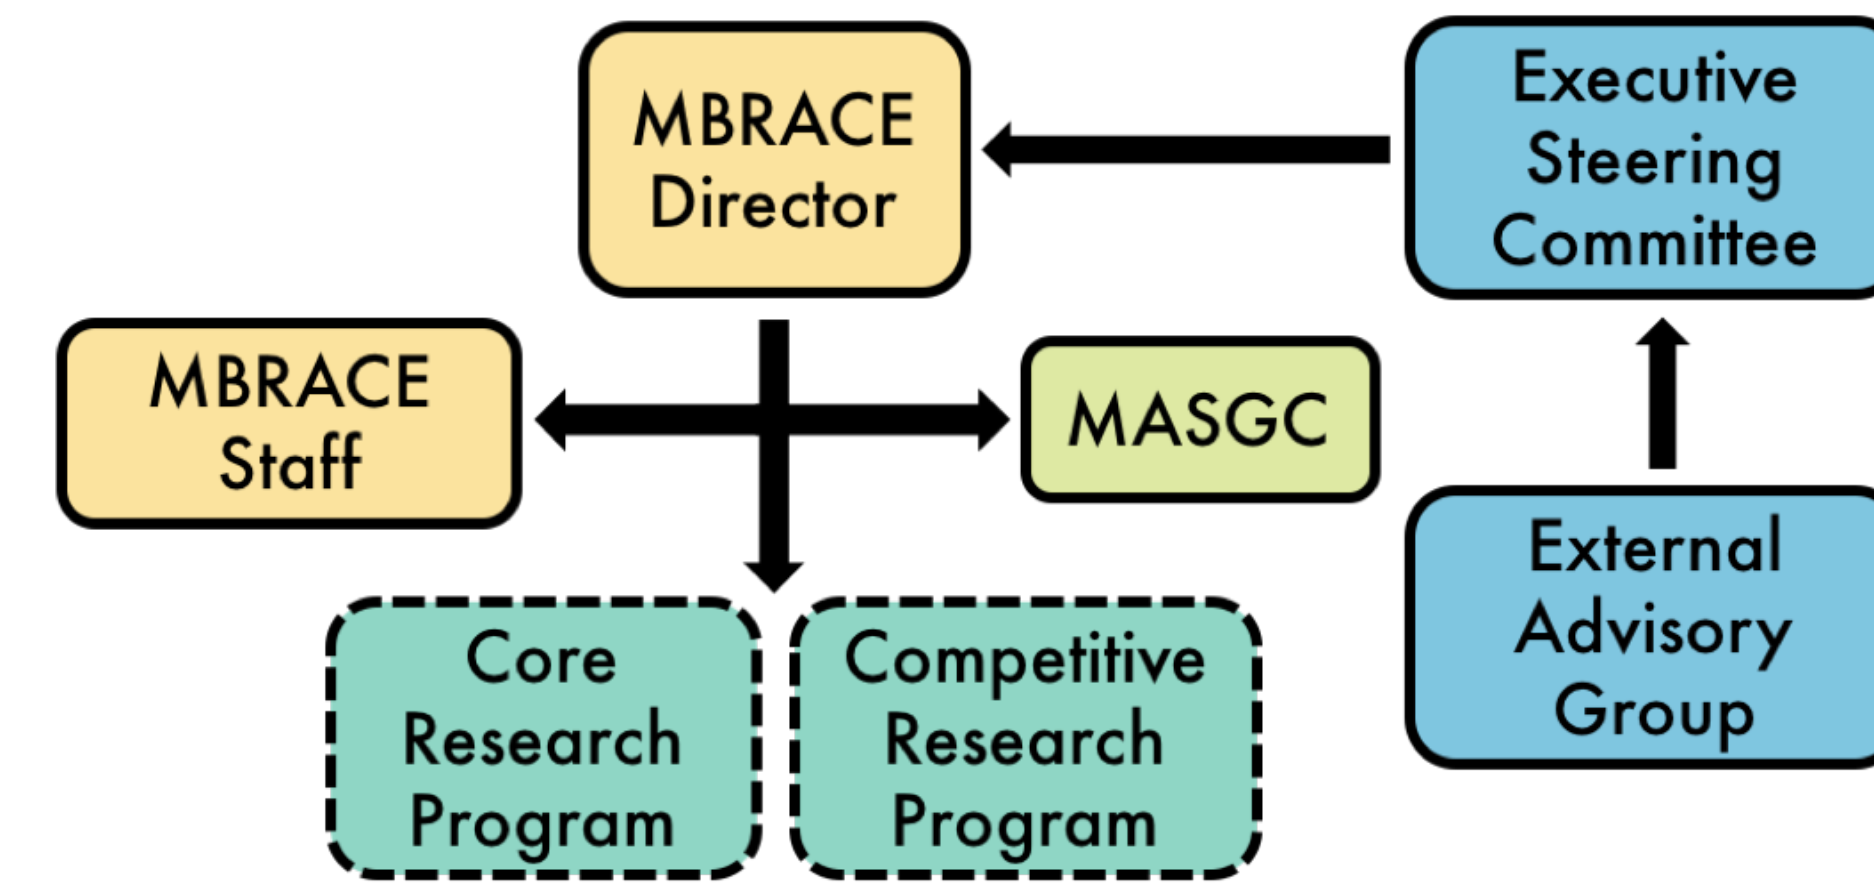 MBRACE
Director
Executive
Steering
Committee
MBRACE
Staff
MASGC
External
Advisory
Group
Core
Research
Program
Competitive
Research
Program